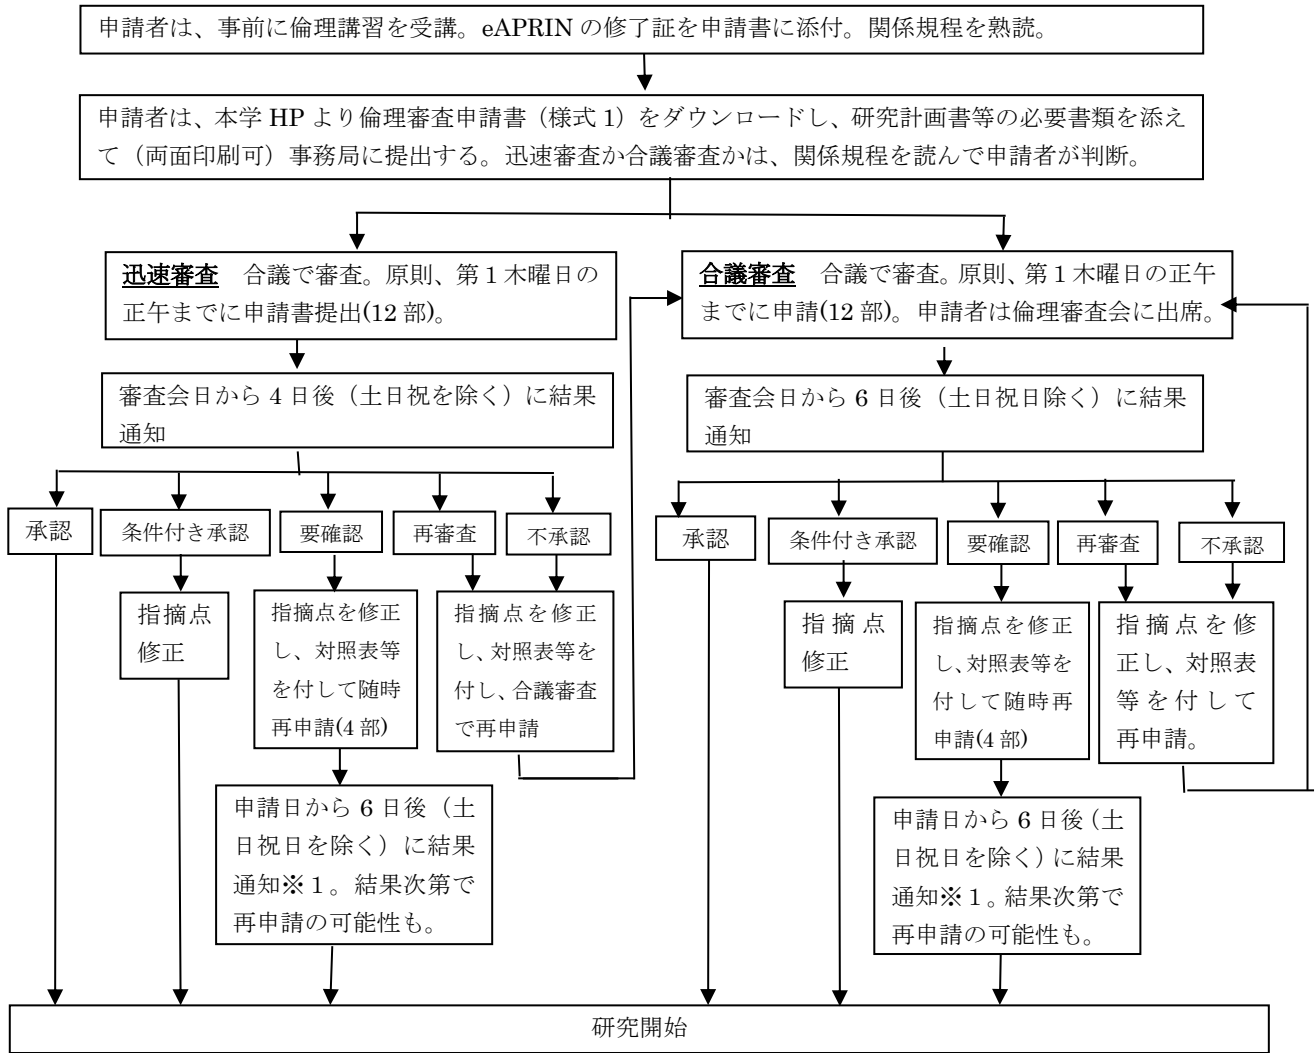 申請者は、事前に倫理講習を受講。eAPRIN の修了証を申請書に添付。関係規程を熟読。
申請者は、本学 HP より倫理審査申請書（様式 1）をダウンロードし、研究計画書等の必要書類を添え
て（両面印刷可）事務局に提出する。迅速審査か合議審査かは、関係規程を読んで申請者が判断。
迅速審査　合議で審査。原則、第１木曜日の
正午までに申請書提出(12 部)。
合議審査　合議で審査。原則、第１木曜日の正午
までに申請(12 部)。申請者は倫理審査会に出席。
審査会日から 4 日後（土日祝を除く）に結果
通知
審査会日から 6 日後（土日祝日除く）に結果
通知
承認
条件付き承認
要確認
再審査
不承認
承認
条件付き承認
要確認
再審査
不承認
指摘点
修正
指摘点を修正
し、対照表等
を付して随時
再申請(4 部)
指摘点を修正
し、対照表等を
付し、合議審査
で再申請
指摘点
修正
指摘点を修正
し、対照表等を
付して随時再
申請(4 部)
指摘点を修
正し、対照表
等を付して
再申請。
申請日から 6 日後（土
日祝日を除く）に結果
通知※１。結果次第で
再申請の可能性も。
申請日から 6 日後（土
日祝日を除く）に結果
通知※１。結果次第で
再申請の可能性も。
研究開始